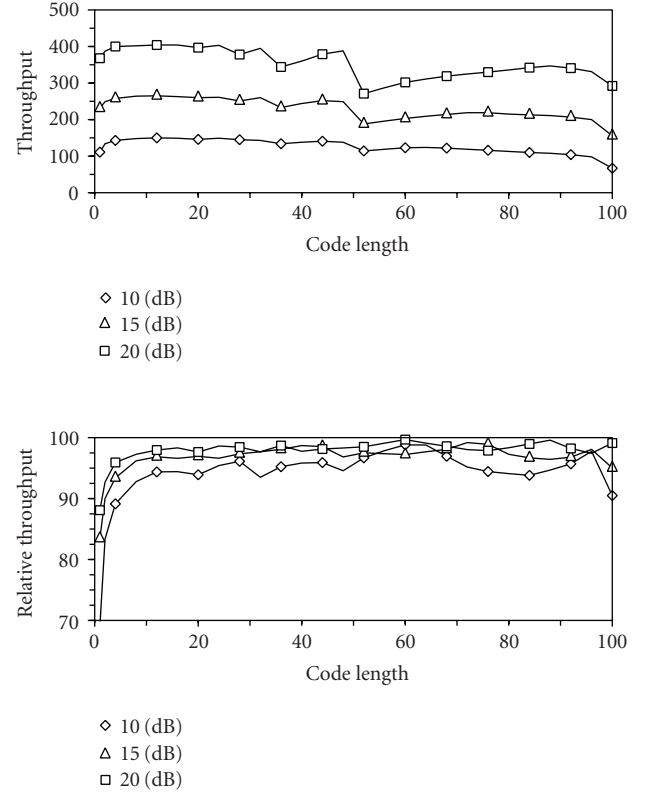 500
400
300
200
100
0
Throughput
0 20 40 60 80 100
Code length
10 (dB)
15 (dB)
20 (dB)
100
90
80
70
Relative throughput
0 20 40 60 80 100
Code length
10 (dB)
15 (dB)
20 (dB)